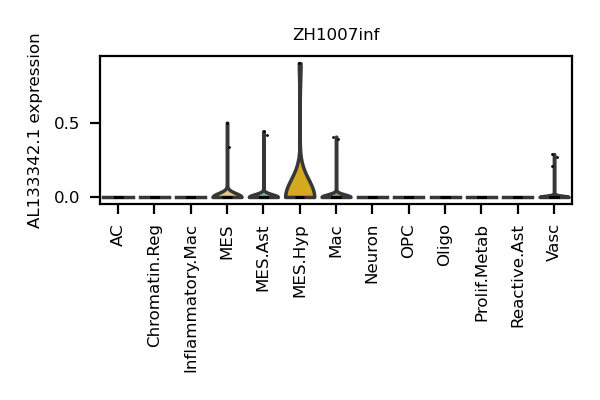 ZH1007inf
AL133342.1 expression
0.5
0.0
AC
Chromatin.Reg
Inflammatory.Mac
MES
MES.Ast
MES.Hyp
Mac
Neuron
OPC
Oligo
Prolif.Metab
Reactive.Ast
Vasc